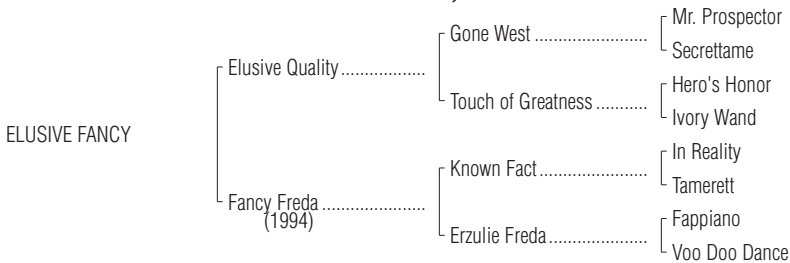 Mr. Prospector
Gone West ......................
Secrettame
Elusive Quality.................
Hero's Honor
Touch of Greatness ...........
Ivory Wand
ELUSIVE FANCY
In Reality
Known Fact.....................
Tamerett
Fancy Freda .....................
(1994)
Fappiano
Erzulie Freda....................
Voo Doo Dance